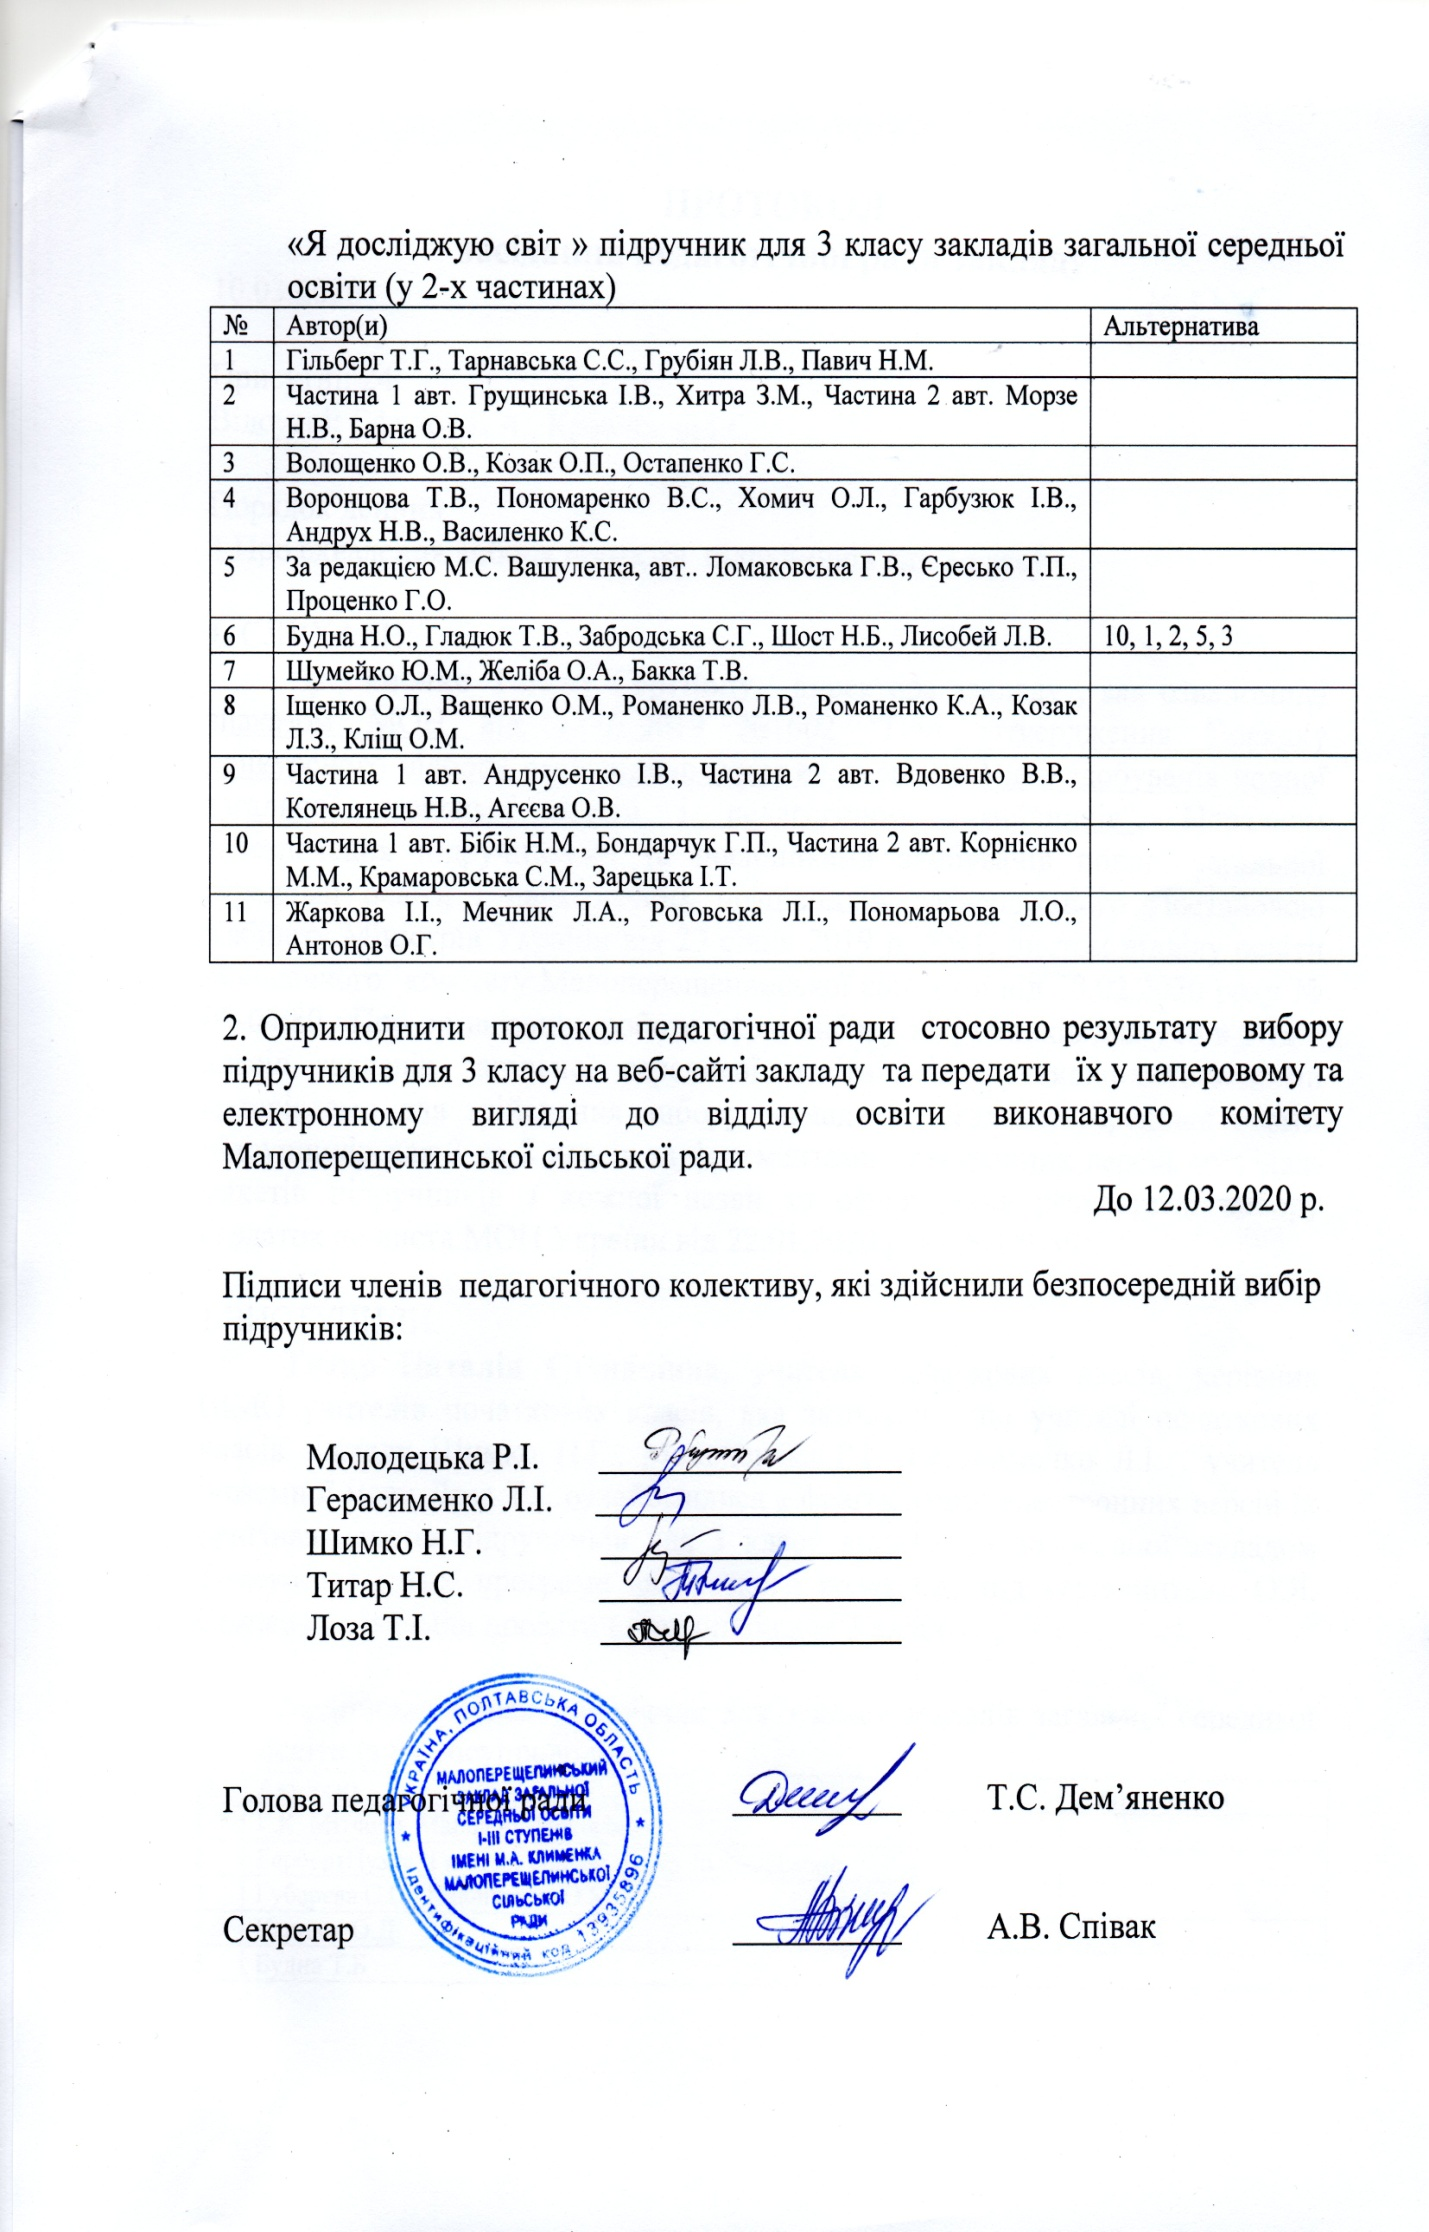 «Я досліджую світ » підручник для 3 класу закладів загальної середньої
освіти (у 2-х частинах)
№ Автор(и) Альтернатива
1 Гільберг Т.Г., Тарнавська С.С., Грубіян Л.В., Павич Н.М.
2 Частина 1 авт. Грущинська І.В., Хитра З.М., Частина 2 авт. Морзе
Н.В., Барна О.В.
3 Волощенко О.В., Козак О.П., Остапенко Г.С.
4 Воронцова Т.В., Пономаренко В.С., Хомич О.Л., Гарбузюк І.В.,
Андрух Н.В., Василенко К.С.
5 За редакцією М.С. Вашуленка, авт.. Ломаковська Г.В., Єресько Т.П.,
Проценко Г.О.
6 Будна Н.О., Гладюк Т.В., Забродська С.Г., Шост Н.Б., Лисобей Л.В. 10, 1, 2, 5, 3
7 Шумейко Ю.М., Желіба О.А., Бакка Т.В.
8 Іщенко О.Л., Ващенко О.М., Романенко Л.В., Романенко К.А., Козак
Л.З., Кліщ О.М.
9 Частина 1 авт. Андрусенко І.В., Частина 2 авт. Вдовенко В.В.,
Котелянець Н.В., Агєєва О.В.
10 Частина 1 авт. Бібік Н.М., Бондарчук Г.П., Частина 2 авт. Корнієнко
М.М., Крамаровська С.М., Зарецька І.Т.
11 Жаркова І.І., Мечник Л.А., Роговська Л.І., Пономарьова Л.О.,
Антонов О.Г.
2. Оприлюднити протокол педагогічної ради стосовно результату вибору
підручників для 3 класу на веб-сайті закладу та передати їх у паперовому та
електронному вигляді до відділу освіти виконавчого комітету
Малоперещепинської сільської ради.
До 12.03.2020 р.
Підписи членів педагогічного колективу, які здійснили безпосередній вибір
підручників:
Молодецька Р.І.
Герасименко Л.І.
Шимко Н.Г.
Титар Н.С.
Лоза Т.І.
УКРАЇНА, ПОЛТАВСЬКА ОБЛАСТЬ
МАЛОПЕРЕЩЕПИНСЬКИЙ
ЗАКЛАД ЗАГАЛЬНОЇ
СЕРЕДНЬОЇ ОСВІТИ
І-ІІІ СТУПЕНІВ
ІМЕНІ М.А. КЛИМЕНКА
МАЛОПЕРЕЩЕПИНСЬКОЇ
СІЛЬСЬКОЇ
РАДИ
Ідентифікаційний код 13935896
Голова педагогічної ради Т.С. Дем’яненко
Секретар А.В. Співак